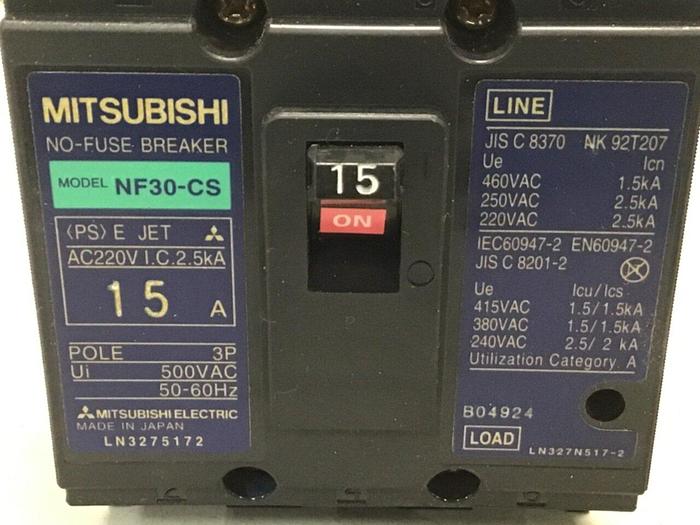 MITSUBISHI
NO-FUSE BREAKER
MODEL NF30-CS
⟨PS⟩ E JET
AC220V I.C.2.5kA
15 A
POLE 3P
Ui 500VAC
50-60Hz
MITSUBISHI ELECTRIC
MADE IN JAPAN
LN3275172
15
ON
LINE
JIS C 8370 NK 92T207
Ue Icn
460VAC 1.5kA
250VAC 2.5kA
220VAC 2.5kA
IEC60947-2 EN60947-2
JIS C 8201-2
Ue Icu/Ics
415VAC 1.5/1.5kA
380VAC 1.5/1.5kA
240VAC 2.5/2 kA
Utilization Category. A
B04924
LOAD
LN327N517-2